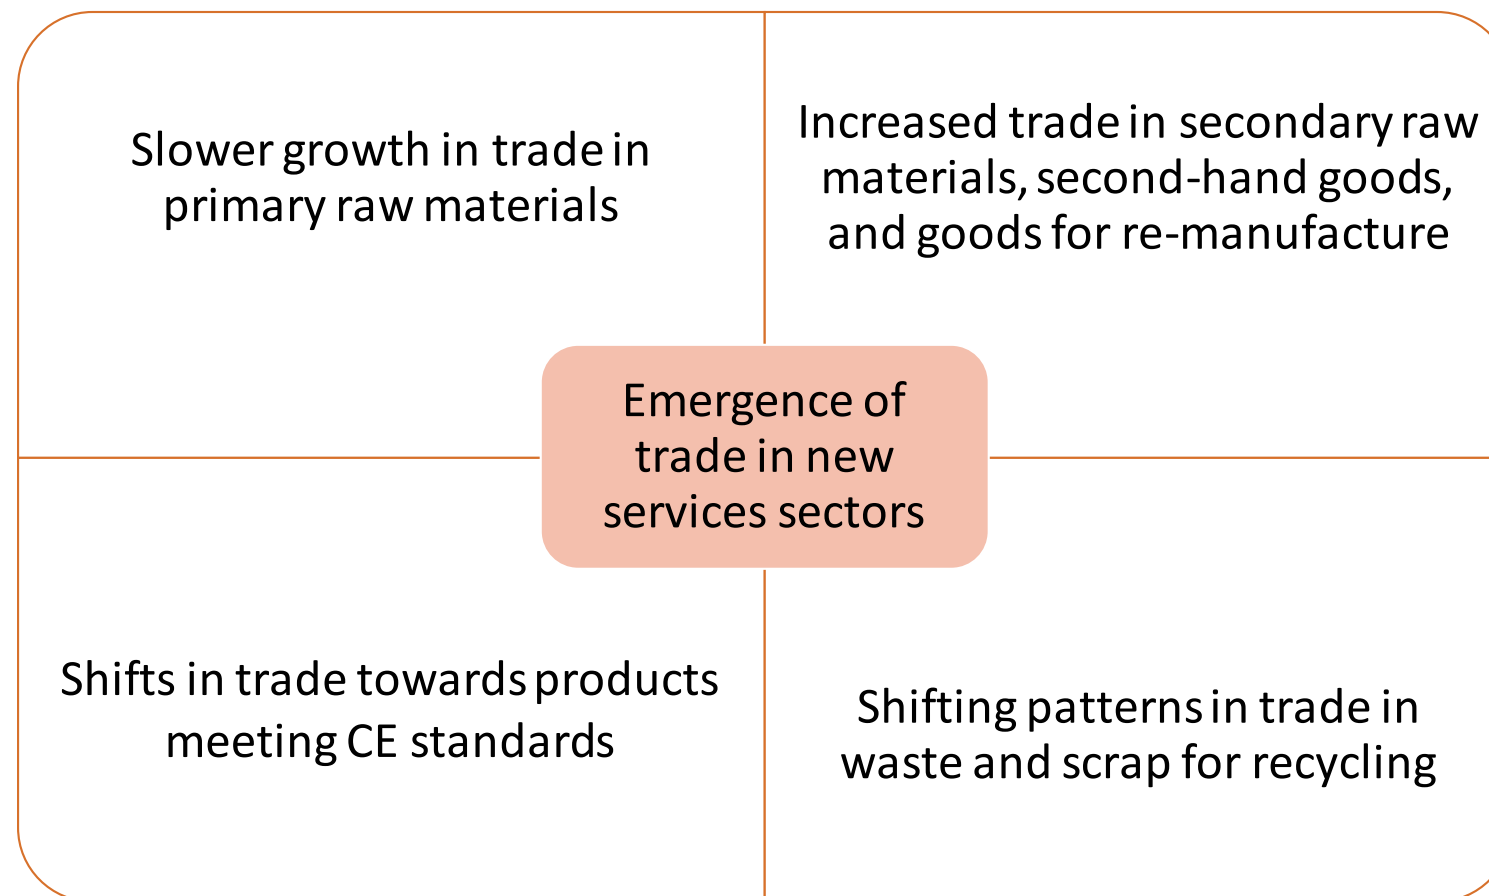 Slower growth in trade in
primary raw materials
Increased trade in secondary raw
materials, second-hand goods,
and goods for re-manufacture
Emergence of
trade in new
services sectors
Shifts in trade towards products
meeting CE standards
Shifting patterns in trade in
waste and scrap for recycling